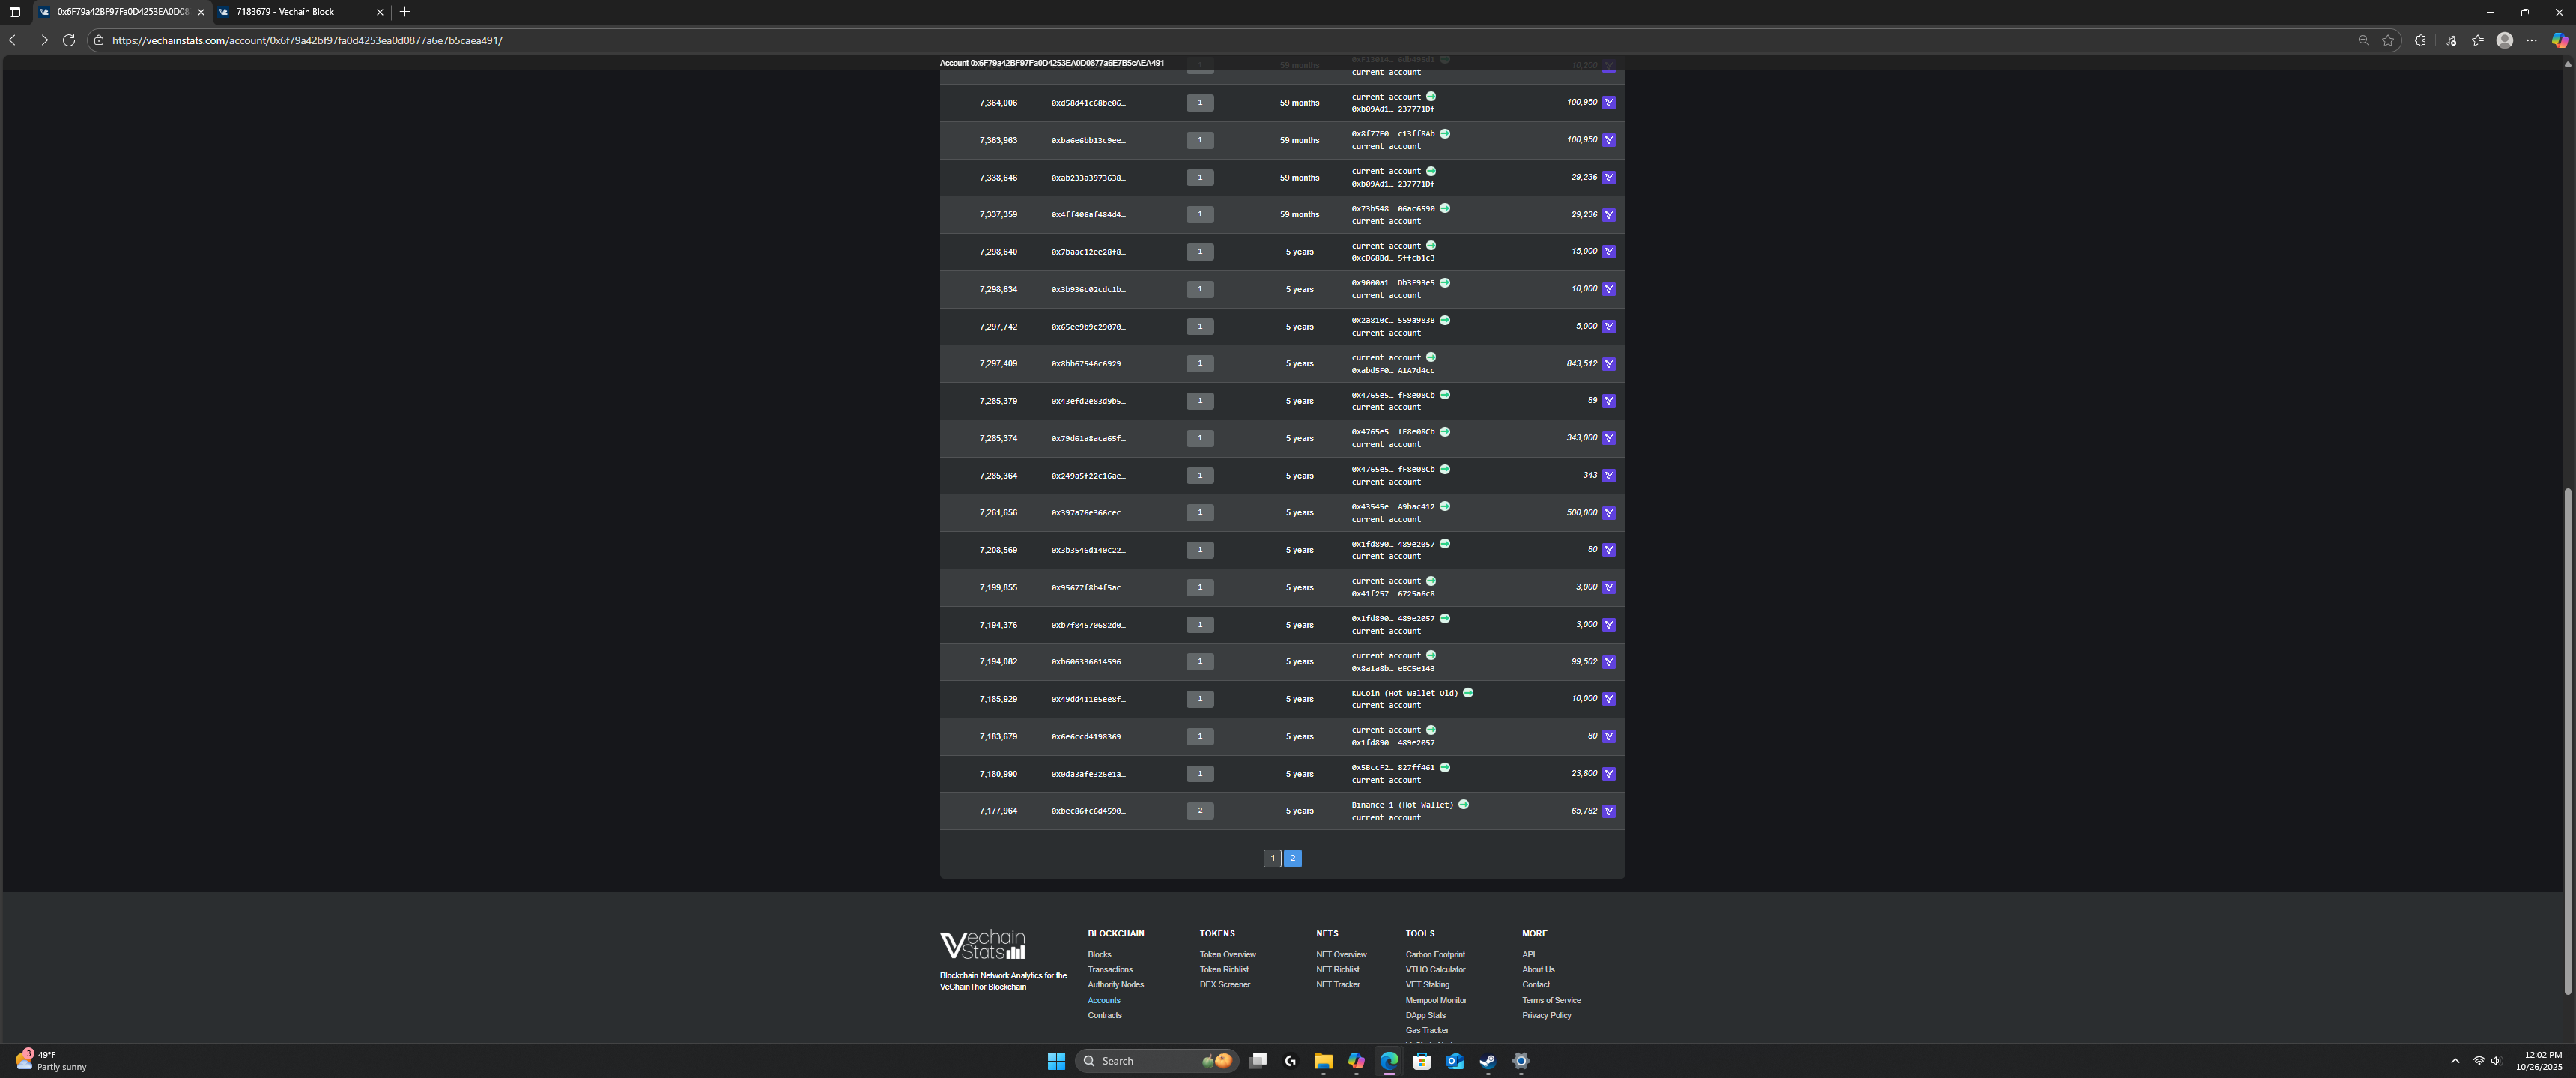 0x6F79a42BF97Fa0D4253EA0D08
7183679 - Vechain Block
https://vechainstats.com/account/0x6f79a42bf97fa0d4253ea0d0877a6e7b5caea491/
Account 0x6F79a42BF97Fa0D4253EA0D0877a6E7B5cAEA491
1 59 months 0xF13014… 6db495d1 60,200
current account
7,364,006 0xd58d41c68be06… 1 59 months current account 100,950
0xb09Ad1… 237771Df
7,363,963 0xba6e6bb13c9ee… 1 59 months 0x8f77E0… c13ff8Ab 100,950
current account
7,338,646 0xab233a3973638… 1 59 months current account 29,236
0xb09Ad1… 237771Df
7,337,359 0x4ff406af484d4… 1 59 months 0x73b548… 06ac6590 29,236
current account
7,298,640 0x7baac12ee28f8… 1 5 years current account 15,000
0xcD68Bd… 5ffcb1c3
7,298,634 0x3b936c02cdc1b… 1 5 years 0x9000a1… Db3F93e5 10,000
current account
7,297,742 0x65ee9b9c29070… 1 5 years 0x2a810c… 559a983B 5,000
current account
7,297,409 0x8bb67546c6929… 1 5 years current account 843,512
0xabd5F0… A1A7d4cc
7,285,379 0x43efd2e83d9b5… 1 5 years 0x4765e5… fF8e08Cb 89
current account
7,285,374 0x79d61a8aca65f… 1 5 years 0x4765e5… fF8e08Cb 343,000
current account
7,285,364 0x249a5f22c16ae… 1 5 years 0x4765e5… fF8e08Cb 343
current account
7,261,656 0x397a76e366cec… 1 5 years 0x43545e… A9bac412 500,000
current account
7,208,569 0x3b3546d140c22… 1 5 years 0x1fd890… 489e2057 80
current account
7,199,855 0x95677f8b4f5ac… 1 5 years current account 3,000
0x41f257… 6725a6c8
7,194,376 0xb7f84570682d0… 1 5 years 0x1fd890… 489e2057 3,000
current account
7,194,082 0xb606336614596… 1 5 years current account 99,502
0x8a1a8b… eEC5e143
7,185,929 0x49dd411e5ee8f… 1 5 years KuCoin (Hot Wallet Old) 10,000
current account
7,183,679 0x6e6ccd4198369… 1 5 years current account 80
0x1fd890… 489e2057
7,180,990 0x0da3afe326e1a… 1 5 years 0x5BccF2… 827ff461 23,800
current account
7,177,964 0xbec86fc6d4590… 2 5 years Binance 1 (Hot Wallet) 65,782
current account
1 2
Vechain Stats
Blockchain Network Analytics for the
VeChainThor Blockchain
BLOCKCHAIN
Blocks
Transactions
Authority Nodes
Accounts
Contracts
TOKENS
Token Overview
Token Richlist
DEX Screener
NFTS
NFT Overview
NFT Richlist
NFT Tracker
TOOLS
Carbon Footprint
VTHO Calculator
VET Staking
Mempool Monitor
DApp Stats
Gas Tracker
MORE
API
About Us
Contact
Terms of Service
Privacy Policy
3
49°F
Partly sunny
Search
12:02 PM
10/26/2025